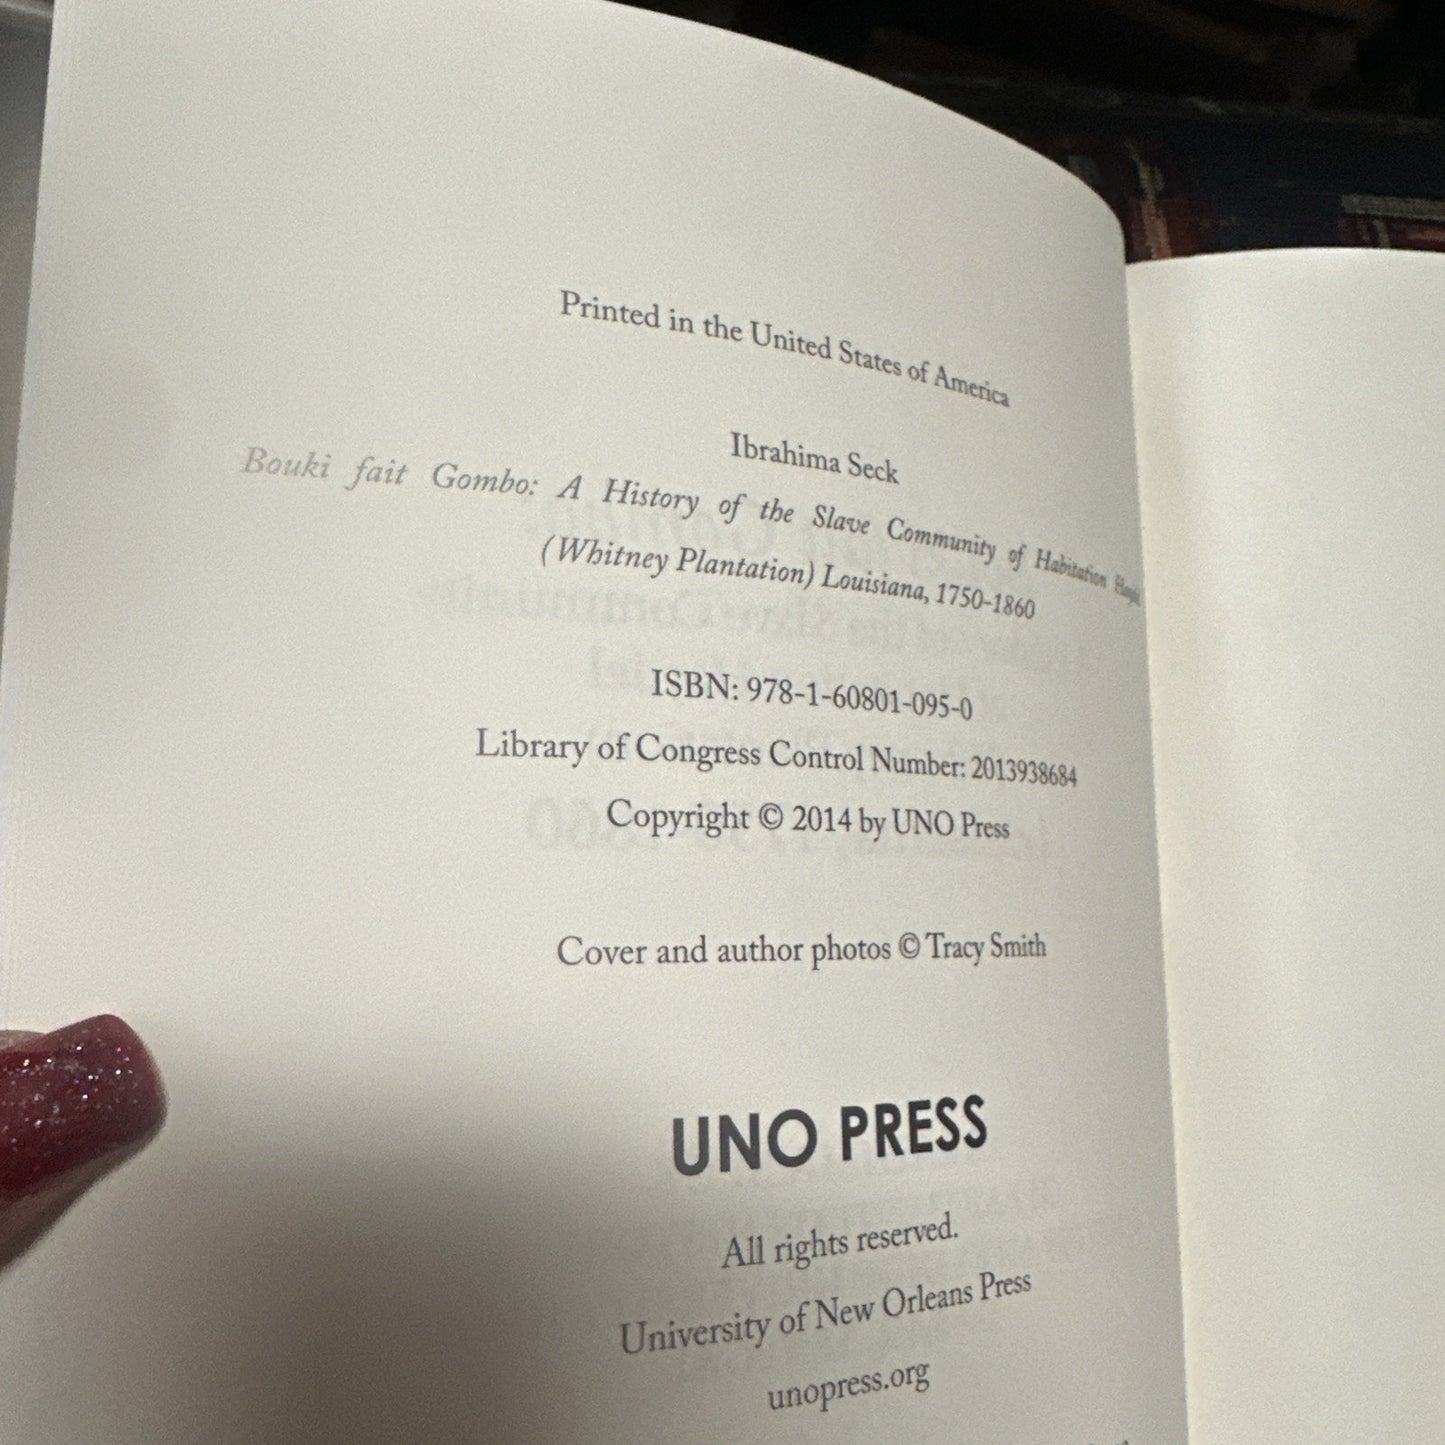 Printed in the United States of America
Ibrahima Seck
Bouki fait Gombo: A History of the Slave Community of Habitation
(Whitney Plantation) Louisiana, 1750-1860
ISBN: 978-1-60801-095-0
Library of Congress Control Number: 2013938684
Copyright © 2014 by UNO Press
Cover and author photos © Tracy Smith
UNO PRESS
All rights reserved.
University of New Orleans Press
unopress.org